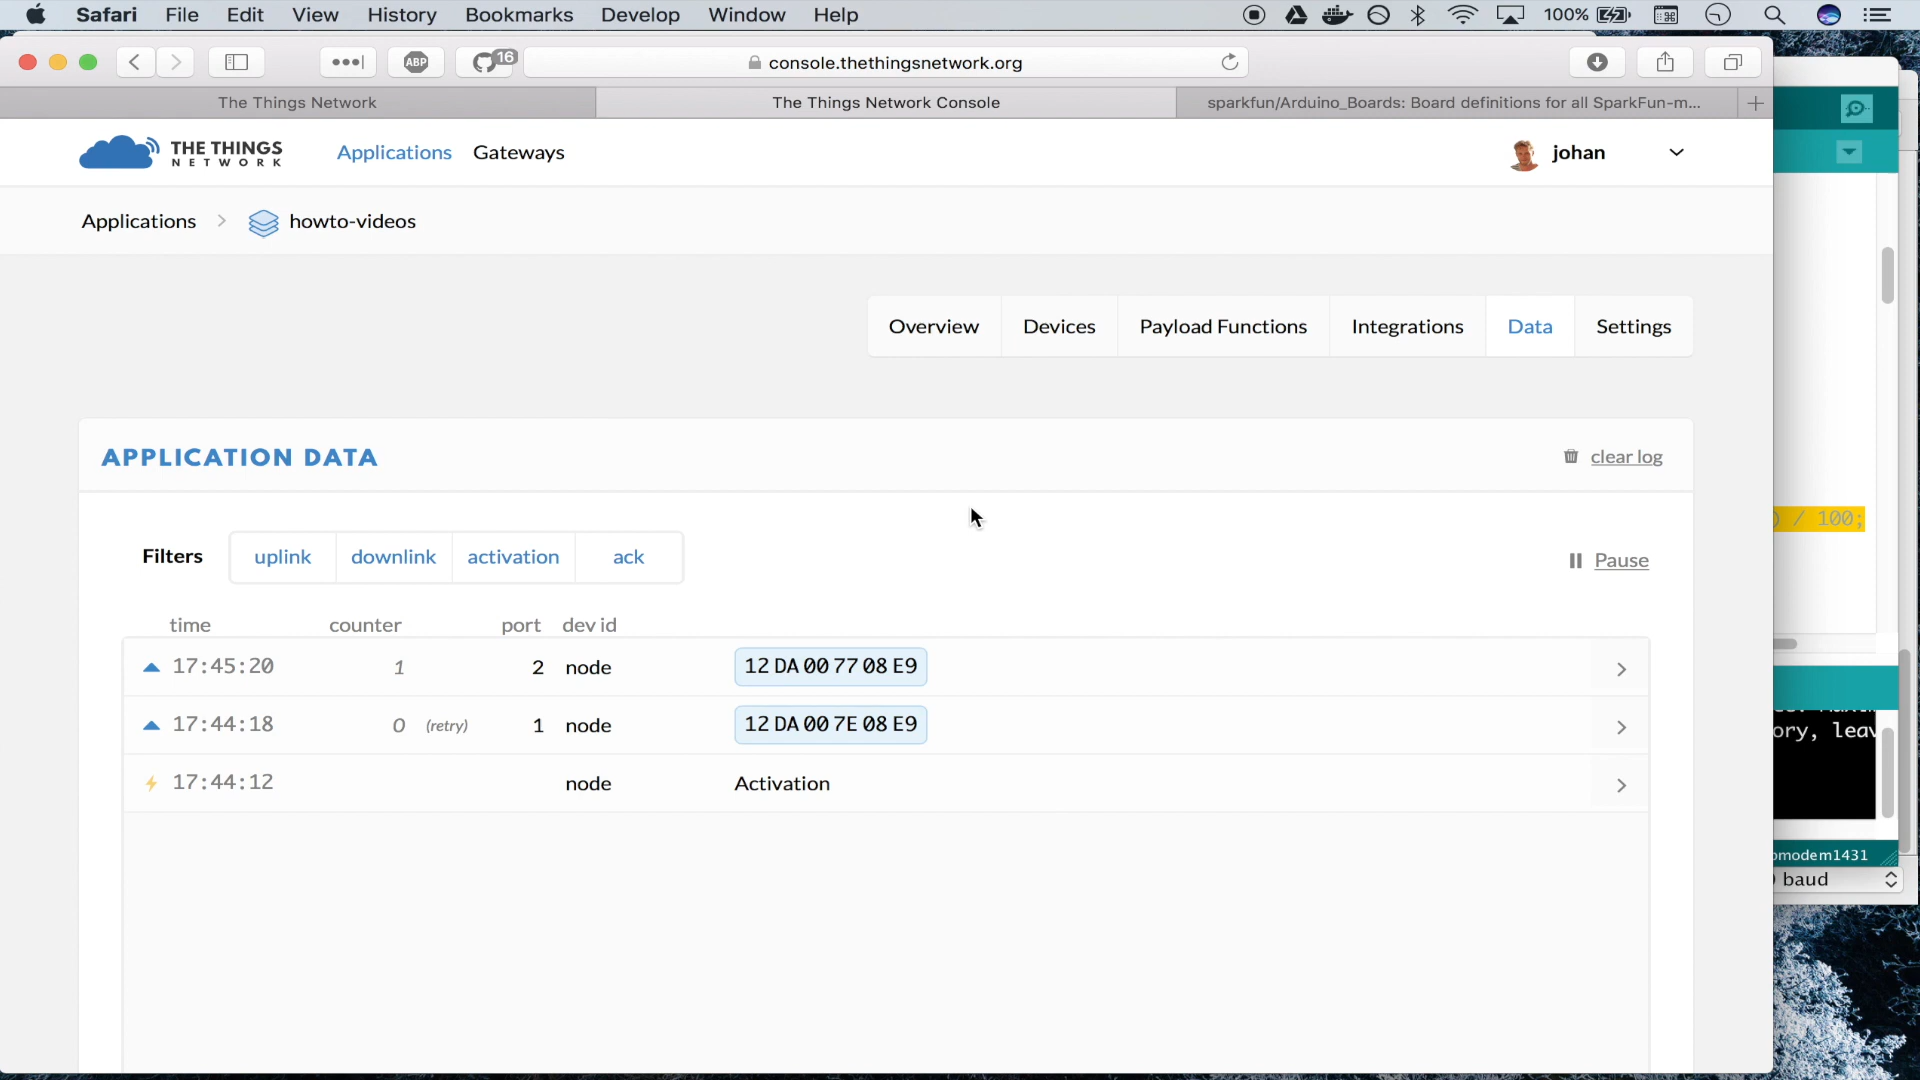 Safari File Edit View History Bookmarks Develop Window Help 100%
ABP 16 console.thethingsnetwork.org
The Things Network The Things Network Console sparkfun/Arduino_Boards: Board definitions for all SparkFun-m...
THE THINGS
NETWORK
Applications Gateways johan
Applications howto-videos
Overview Devices Payload Functions Integrations Data Settings
APPLICATION DATA clear log
) / 100;
Filters uplink downlink activation ack Pause
time counter port dev id
17:45:20 1 2 node 12 DA 00 77 08 E9
17:44:18 0 (retry) 1 node 12 DA 00 7E 08 E9
ory, leav
17:44:12 node Activation
modem1431
baud